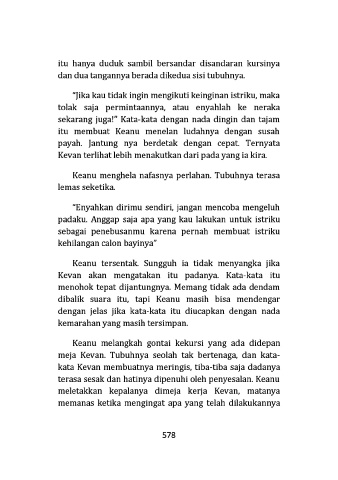 itu hanya duduk sambil bersandar disandaran kursinya
dan dua tangannya berada dikedua sisi tubuhnya.
“Jika kau tidak ingin mengikuti keinginan istriku, maka
tolak saja permintaannya, atau enyahlah ke neraka
sekarang juga!” Kata-kata dengan nada dingin dan tajam
itu membuat Keanu menelan ludahnya dengan susah
payah. Jantung nya berdetak dengan cepat. Ternyata
Kevan terlihat lebih menakutkan dari pada yang ia kira.
Keanu menghela nafasnya perlahan. Tubuhnya terasa
lemas seketika.
“Enyahkan dirimu sendiri, jangan mencoba mengeluh
padaku. Anggap saja apa yang kau lakukan untuk istriku
sebagai penebusanmu karena pernah membuat istriku
kehilangan calon bayinya”
Keanu tersentak. Sungguh ia tidak menyangka jika
Kevan akan mengatakan itu padanya. Kata-kata itu
menohok tepat dijantungnya. Memang tidak ada dendam
dibalik suara itu, tapi Keanu masih bisa mendengar
dengan jelas jika kata-kata itu diucapkan dengan nada
kemarahan yang masih tersimpan.
Keanu melangkah gontai kekursi yang ada didepan
meja Kevan. Tubuhnya seolah tak bertenaga, dan kata-
kata Kevan membuatnya meringis, tiba-tiba saja dadanya
terasa sesak dan hatinya dipenuhi oleh penyesalan. Keanu
meletakkan kepalanya dimeja kerja Kevan, matanya
memanas ketika mengingat apa yang telah dilakukannya
578